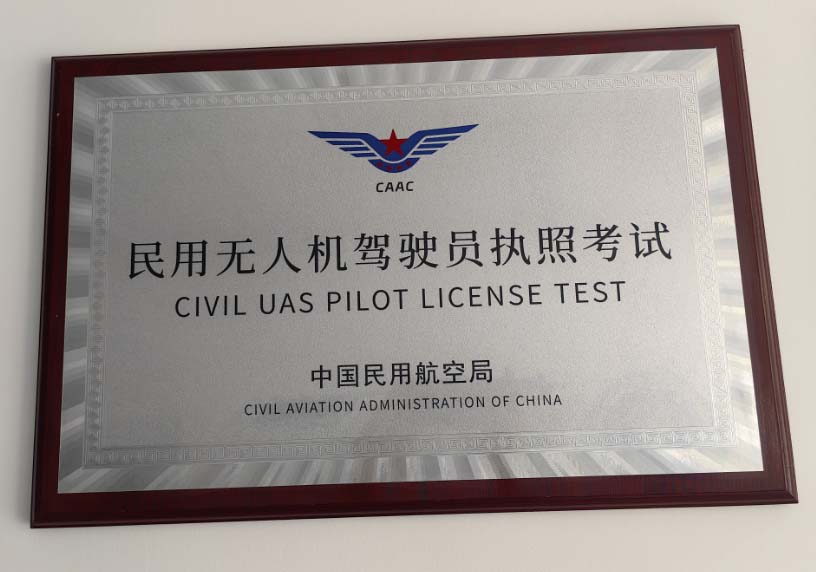 CAAC
民用无人机驾驶员执照考试
CIVIL UAS PILOT LICENSE TEST
中国民用航空局
CIVIL AVIATION ADMINISTRATION OF CHINA